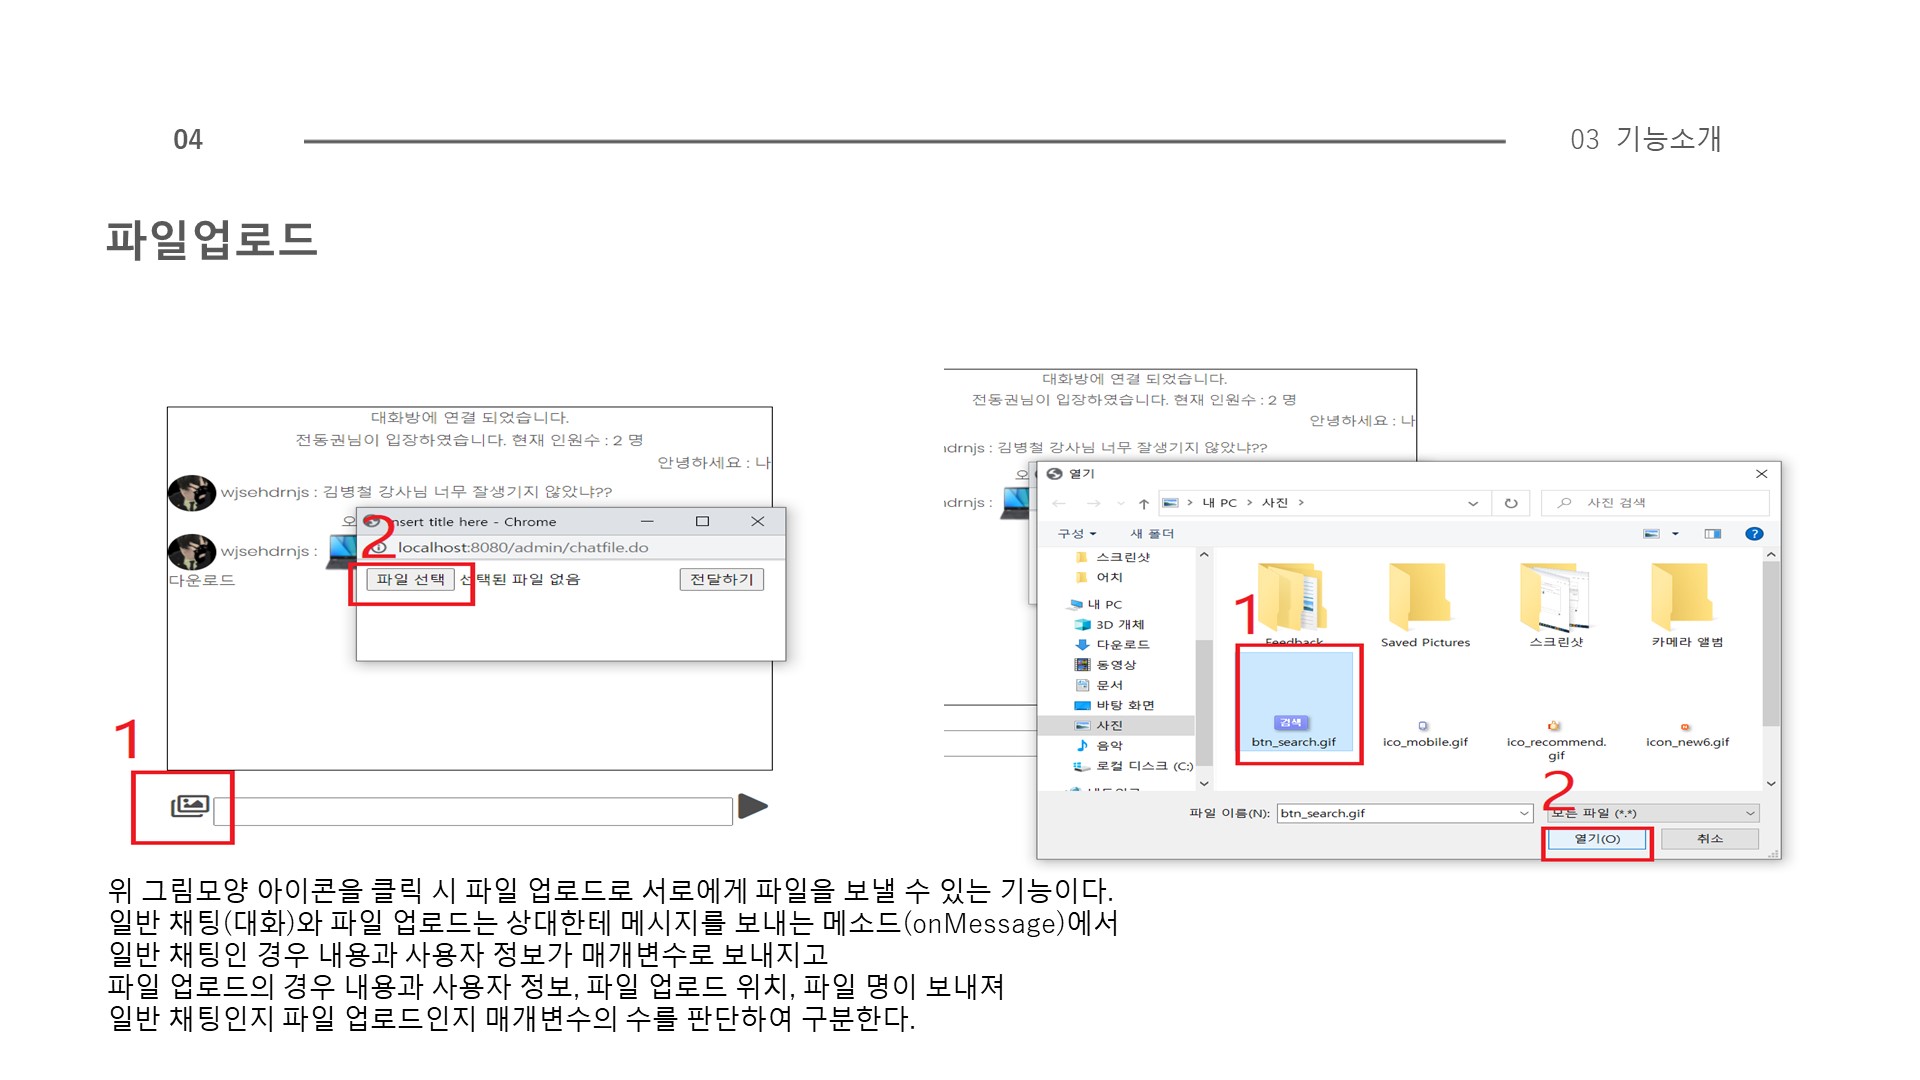 04
03 기능소개
파일업로드
대화방에 연결 되었습니다.
전동권님이 입장하였습니다. 현재 인원수 : 2 명
안녕하세요 : 나
wjsehdrnjs : 김병철 강사님 너무 잘생기지 않았냐??
오
wjsehdrnjs :
다운로드
2
nsert title here - Chrome
localhost:8080/admin/chatfile.do
파일 선택 선택된 파일 없음
전달하기
1
대화방에 연결 되었습니다.
전동권님이 입장하였습니다. 현재 인원수 : 2 명
안녕하세요 : 나
drnjs : 김병철 강사님 너무 잘생기지 않았냐??
오
drnjs :
열기
내 PC > 사진 >
사진 검색
구성
새 폴더
스크린샷
어치
내 PC
3D 개체
다운로드
동영상
문서
바탕 화면
사진
음악
로컬 디스크 (C:)
1
Feedback
Saved Pictures
스크린샷
카메라 앨범
검색
btn_search.gif
ico_mobile.gif
ico_recommend.
gif
icon_new6.gif
2
파일 이름(N):
btn_search.gif
모든 파일 (*.*)
열기(O)
취소
위 그림모양 아이콘을 클릭 시 파일 업로드로 서로에게 파일을 보낼 수 있는 기능이다.
일반 채팅(대화)와 파일 업로드는 상대한테 메시지를 보내는 메소드(onMessage)에서
일반 채팅인 경우 내용과 사용자 정보가 매개변수로 보내지고
파일 업로드의 경우 내용과 사용자 정보, 파일 업로드 위치, 파일 명이 보내져
일반 채팅인지 파일 업로드인지 매개변수의 수를 판단하여 구분한다.